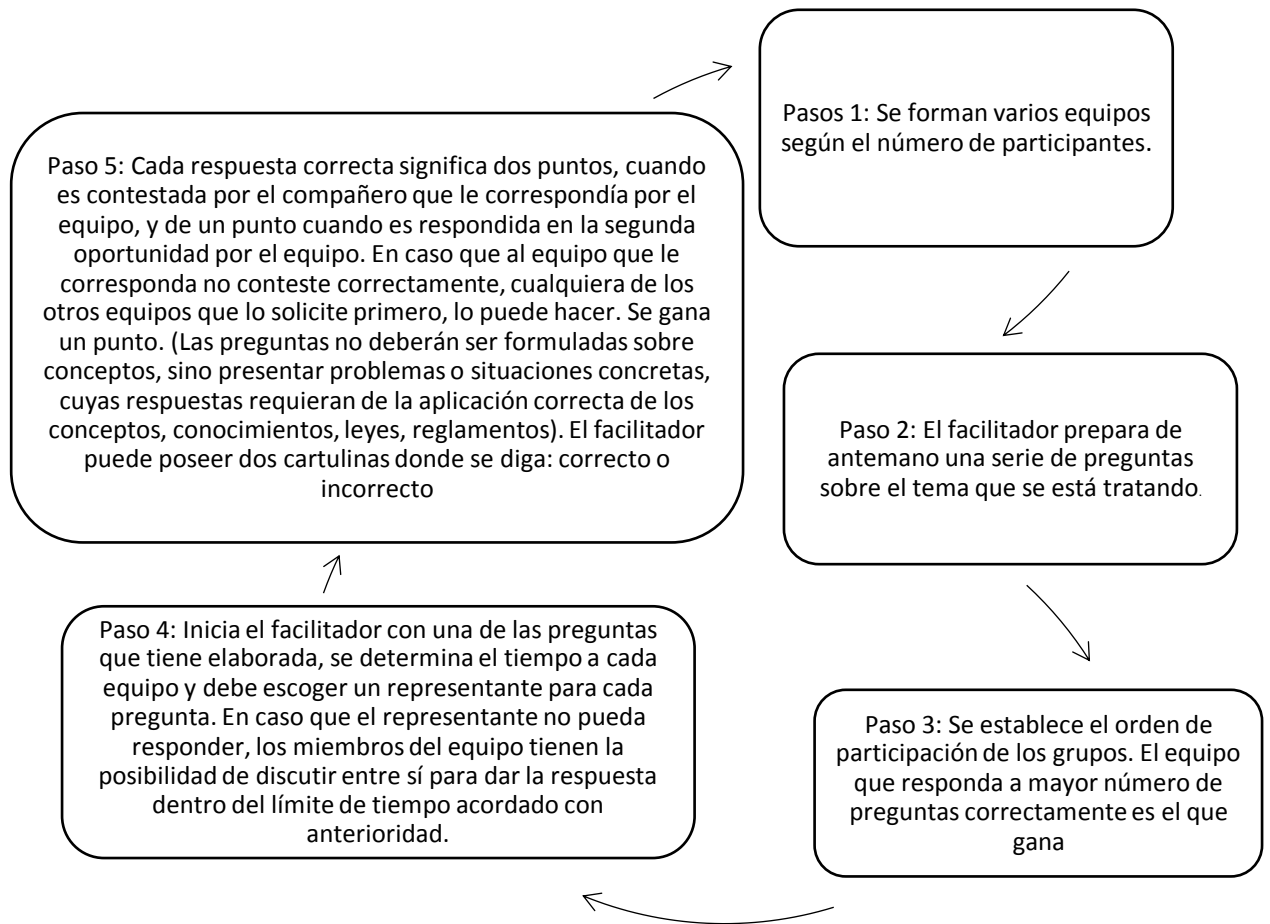 Pasos 1: Se forman varios equipos
según el número de participantes.
Paso 2: El facilitador prepara de
antemano una serie de preguntas
sobre el tema que se está tratando.
Paso 3: Se establece el orden de
participación de los grupos. El equipo
que responda a mayor número de
preguntas correctamente es el que
gana
Paso 4: Inicia el facilitador con una de las preguntas
que tiene elaborada, se determina el tiempo a cada
equipo y debe escoger un representante para cada
pregunta. En caso que el representante no pueda
responder, los miembros del equipo tienen la
posibilidad de discutir entre sí para dar la respuesta
dentro del límite de tiempo acordado con
anterioridad.
Paso 5: Cada respuesta correcta significa dos puntos, cuando
es contestada por el compañero que le correspondía por el
equipo, y de un punto cuando es respondida en la segunda
oportunidad por el equipo. En caso que al equipo que le
corresponda no conteste correctamente, cualquiera de los
otros equipos que lo solicite primero, lo puede hacer. Se gana
un punto. (Las preguntas no deberán ser formuladas sobre
conceptos, sino presentar problemas o situaciones concretas,
cuyas respuestas requieran de la aplicación correcta de los
conceptos, conocimientos, leyes, reglamentos). El facilitador
puede poseer dos cartulinas donde se diga: correcto o
incorrecto